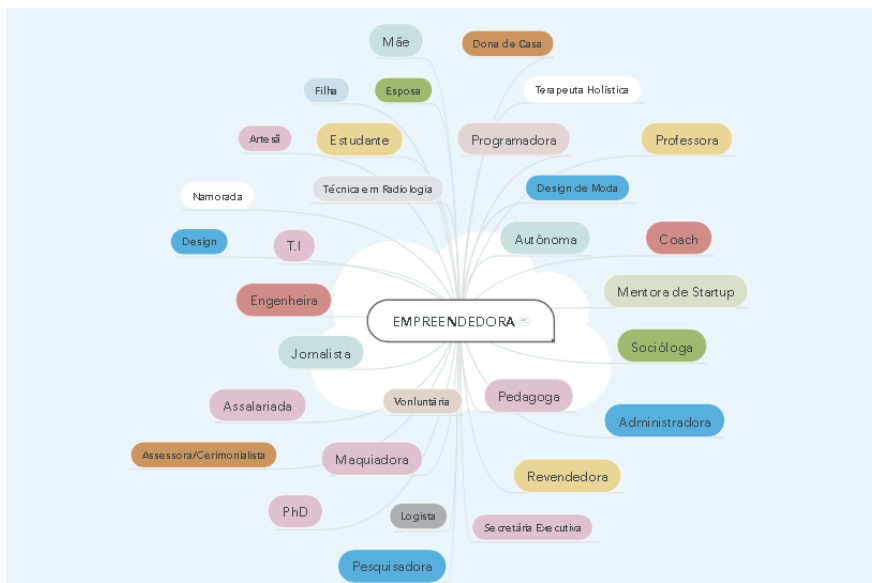 Mãe
Dona de Casa
Filha
Esposa
Terapeuta Holística
Artesã
Estudante
Programadora
Professora
Namorada
Técnica em Radiologia
Design de Moda
Design
T.I
Autônoma
Coach
Engenheira
Mentora de Startup
EMPREENDEDORA
Jornalista
Socióloga
Assalariada
Vonluntária
Pedagoga
Administradora
Assessora/Cerimonialista
Maquiadora
Revendedora
PhD
Logista
Secretária Executiva
Pesquisadora